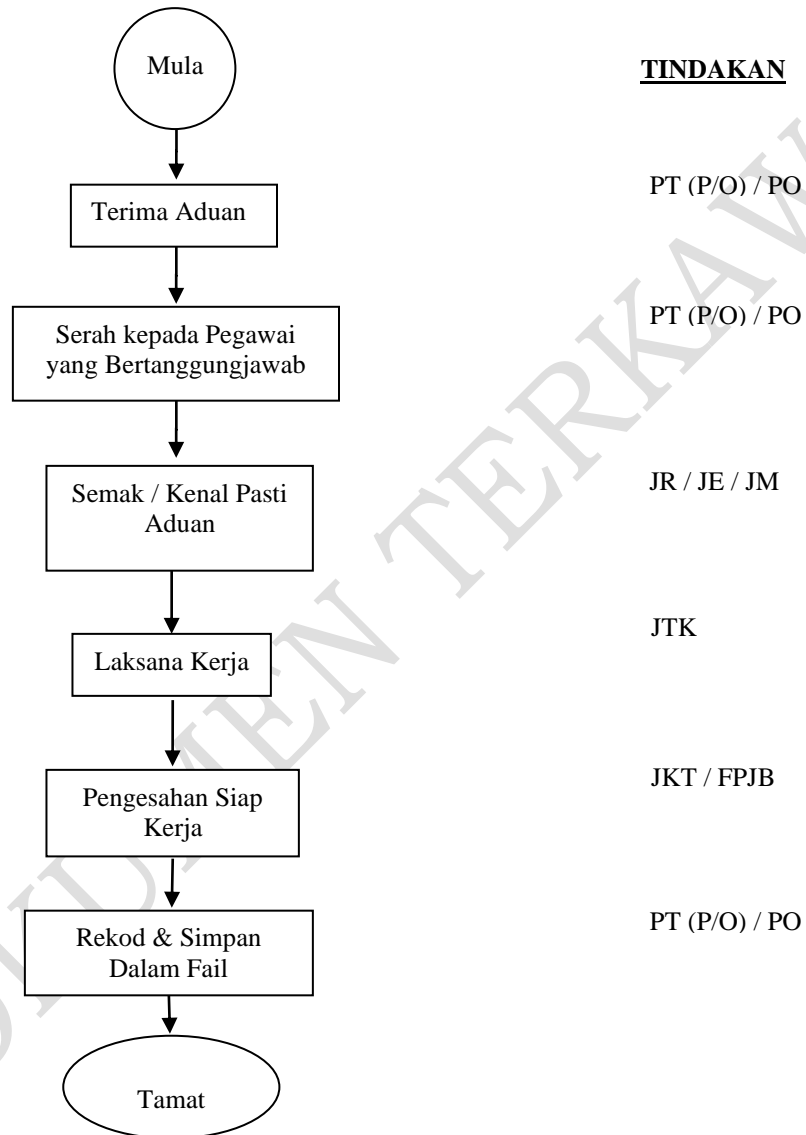 Mula
TINDAKAN
Terima Aduan
PT (P/O) / PO
Serah kepada Pegawai
yang Bertanggungjawab
PT (P/O) / PO
Semak / Kenal Pasti
Aduan
JR / JE / JM
Laksana Kerja
JTK
Pengesahan Siap
Kerja
JKT / FPJB
Rekod & Simpan
Dalam Fail
PT (P/O) / PO
Tamat